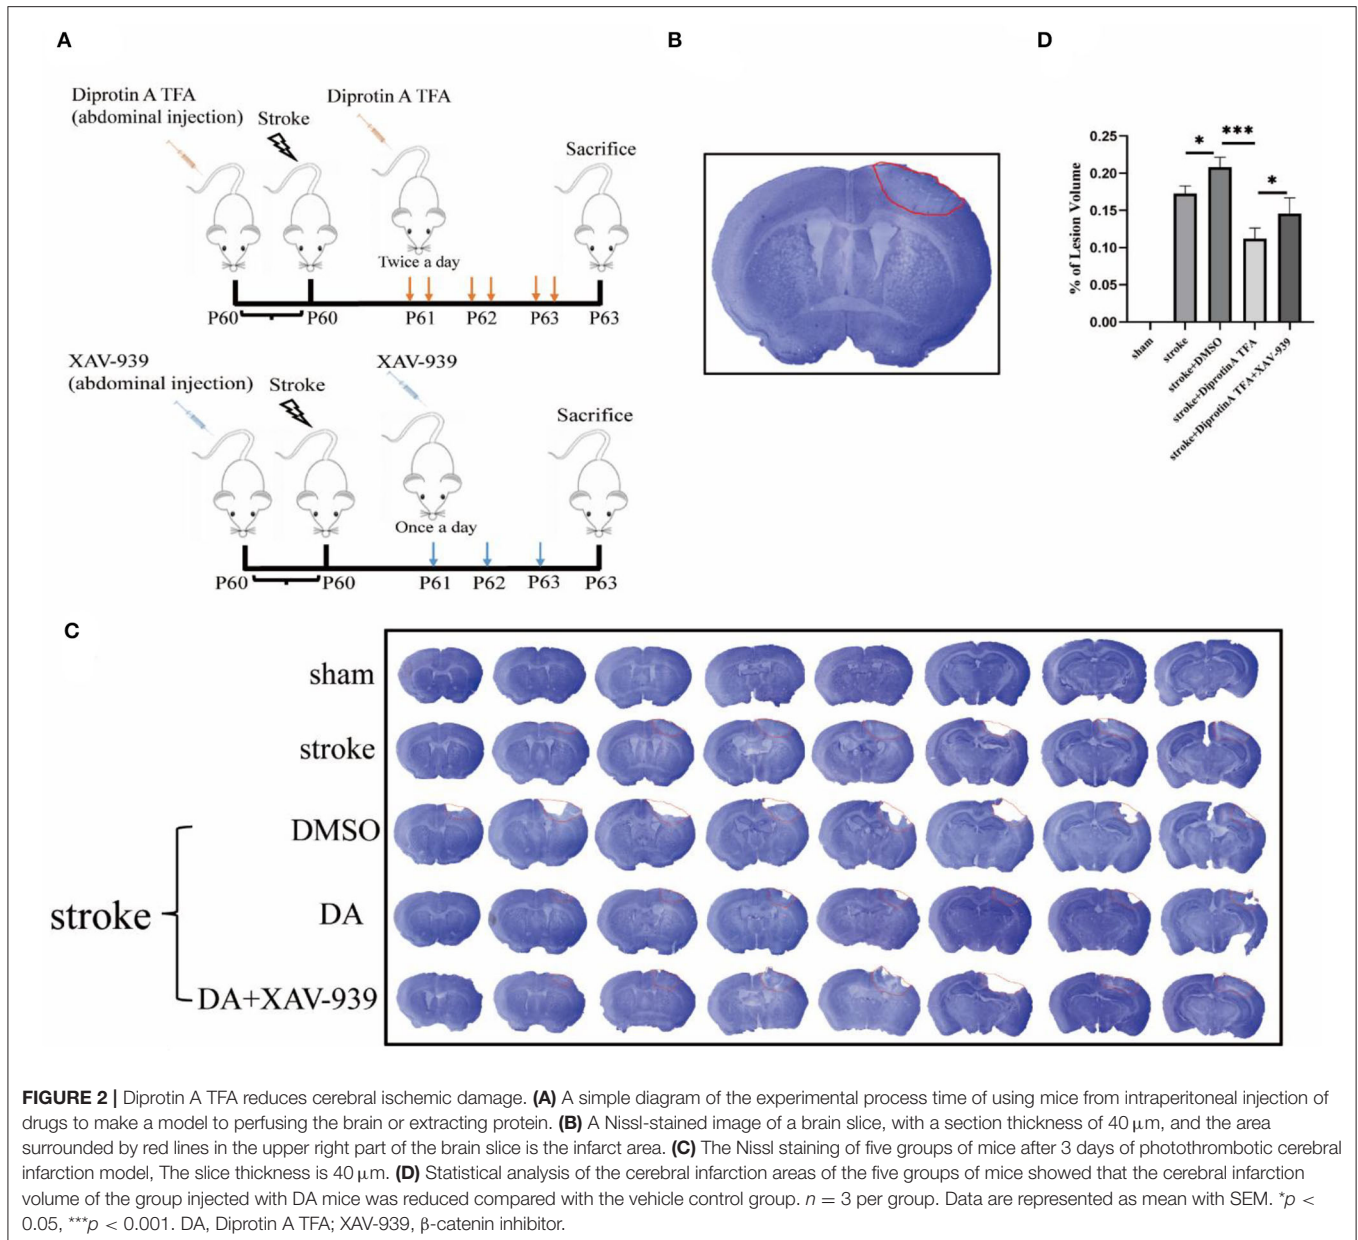 A
Diprotin A TFA
(abdominal injection)
Stroke
Diprotin A TFA
Sacrifice
Twice a day
P60
P60
P61
P62
P63
P63
XAV-939
(abdominal injection)
Stroke
XAV-939
Sacrifice
Once a day
P60
P60
P61
P62
P63
P63
B
D
% of Lesion Volume
0.25
0.20
0.15
0.10
0.05
0.00
*
***
*
sham
stroke
stroke+DMSO
stroke+DiprotinA TFA
stroke+DiprotinA TFA+XAV-939
C
sham
stroke
stroke
DMSO
DA
DA+XAV-939
FIGURE 2 | Diprotin A TFA reduces cerebral ischemic damage. (A) A simple diagram of the experimental process time of using mice from intraperitoneal injection of
drugs to make a model to perfusing the brain or extracting protein. (B) A Nissl-stained image of a brain slice, with a section thickness of 40 μm, and the area
surrounded by red lines in the upper right part of the brain slice is the infarct area. (C) The Nissl staining of five groups of mice after 3 days of photothrombotic cerebral
infarction model, The slice thickness is 40 μm. (D) Statistical analysis of the cerebral infarction areas of the five groups of mice showed that the cerebral infarction
volume of the group injected with DA mice was reduced compared with the vehicle control group. n = 3 per group. Data are represented as mean with SEM. *p <
0.05, ***p < 0.001. DA, Diprotin A TFA; XAV-939, β-catenin inhibitor.